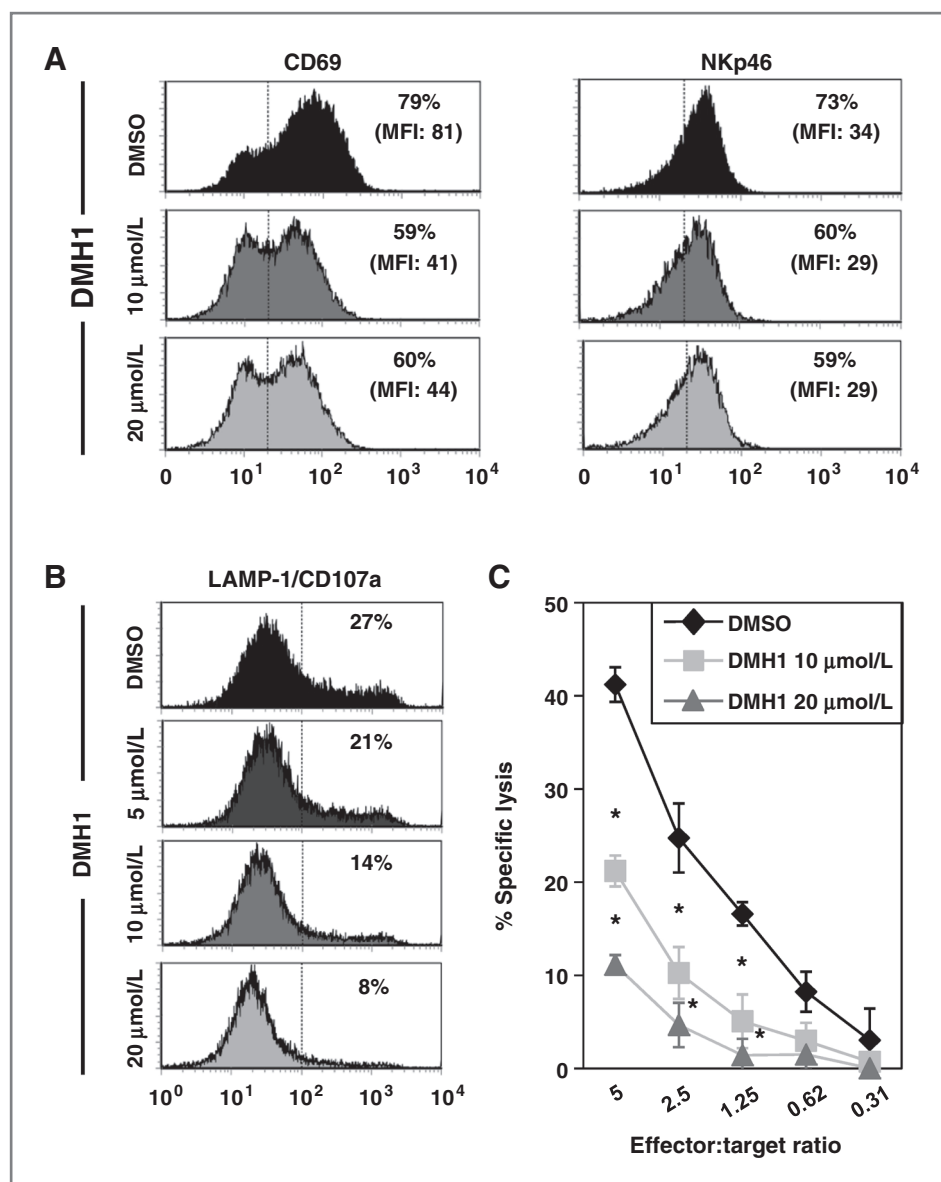 A
CD69
NKp46
DMH1
DMSO
79%
(MFI: 81)
73%
(MFI: 34)
10 μmol/L
59%
(MFI: 41)
60%
(MFI: 29)
20 μmol/L
60%
(MFI: 44)
59%
(MFI: 29)
0 10¹ 10² 10³ 10⁴
0 10¹ 10² 10³ 10⁴
B
LAMP-1/CD107a
DMH1
DMSO
27%
5 μmol/L
21%
10 μmol/L
14%
20 μmol/L
8%
10⁰ 10¹ 10² 10³ 10⁴
C
% Specific lysis
50
40
30
20
10
0
DMSO
DMH1 10 μmol/L
DMH1 20 μmol/L
*
*
*
*
*
*
5 2.5 1.25 0.62 0.31
Effector:target ratio